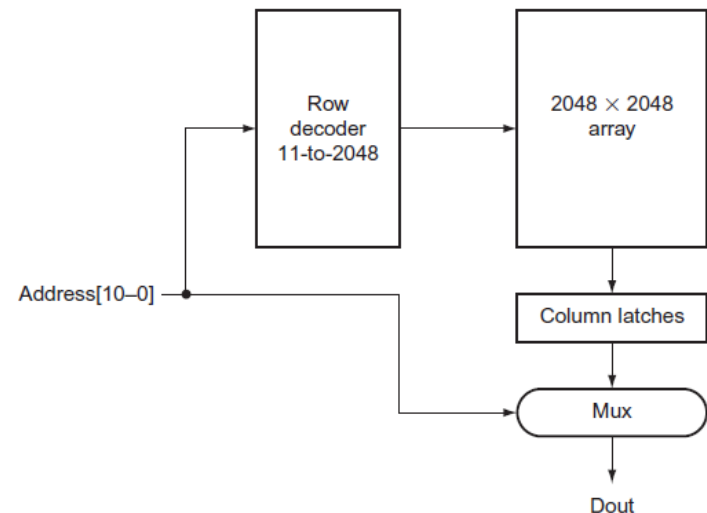 Row
decoder
11-to-2048
2048 × 2048
array
Address[10–0]
Column latches
Mux
Dout